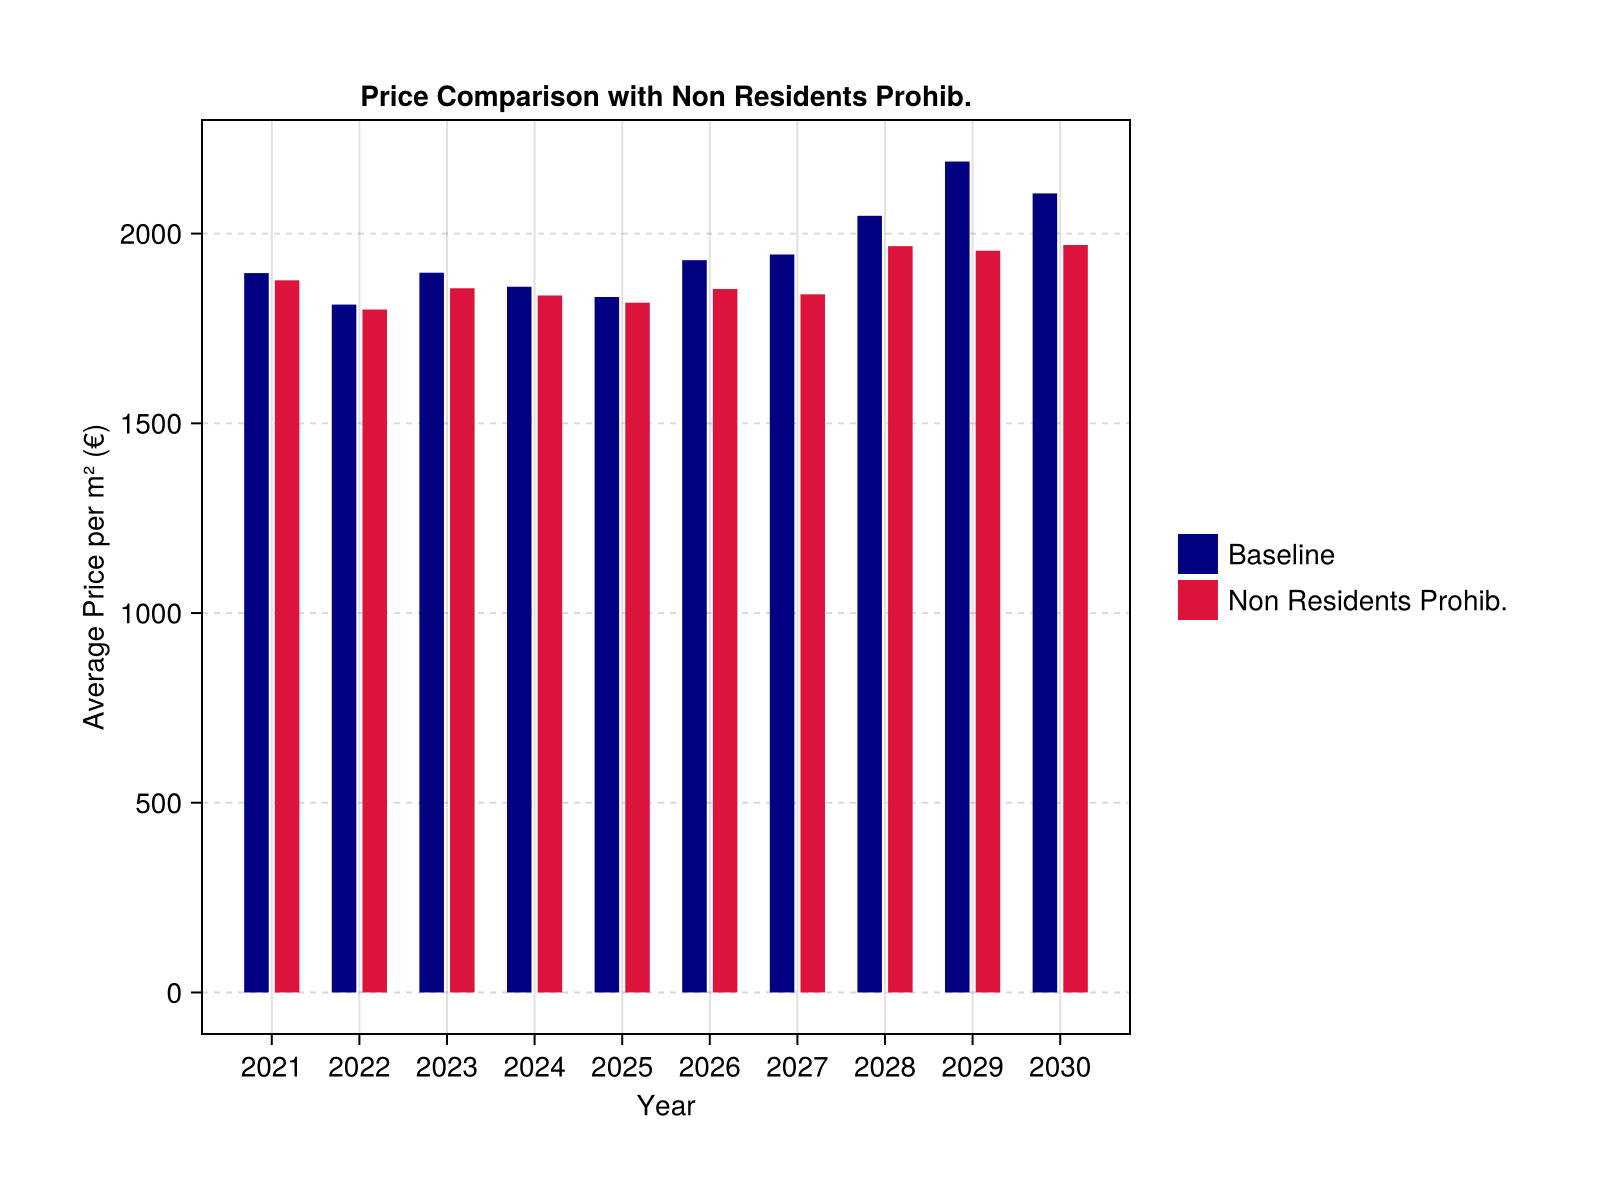 Price Comparison with Non Residents Prohib.
Average Price per m² (€)
2000
1500
1000
500
0
2021 2022 2023 2024 2025 2026 2027 2028 2029 2030
Year
Baseline
Non Residents Prohib.